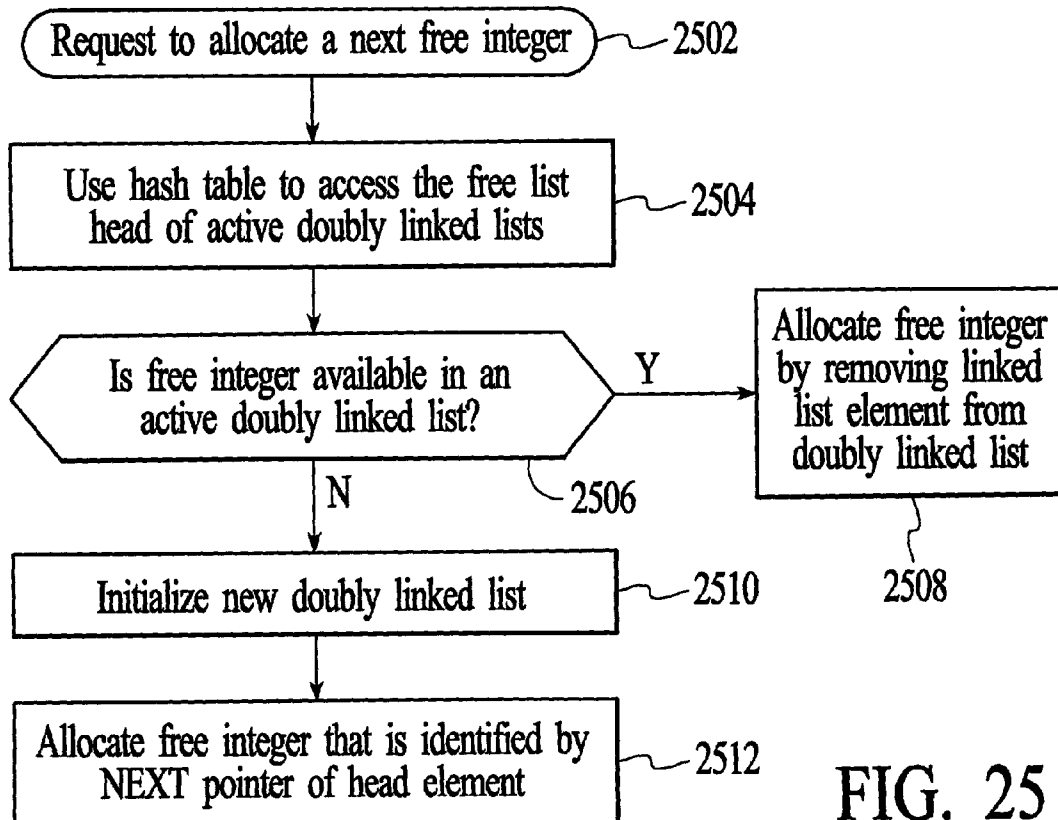 Request to allocate a next free integer
2502
Use hash table to access the free list
head of active doubly linked lists
2504
Is free integer available in an
active doubly linked list?
2506
Y
Allocate free integer
by removing linked
list element from
doubly linked list
2508
N
Initialize new doubly linked list
2510
Allocate free integer that is identified by
NEXT pointer of head element
2512
FIG. 25